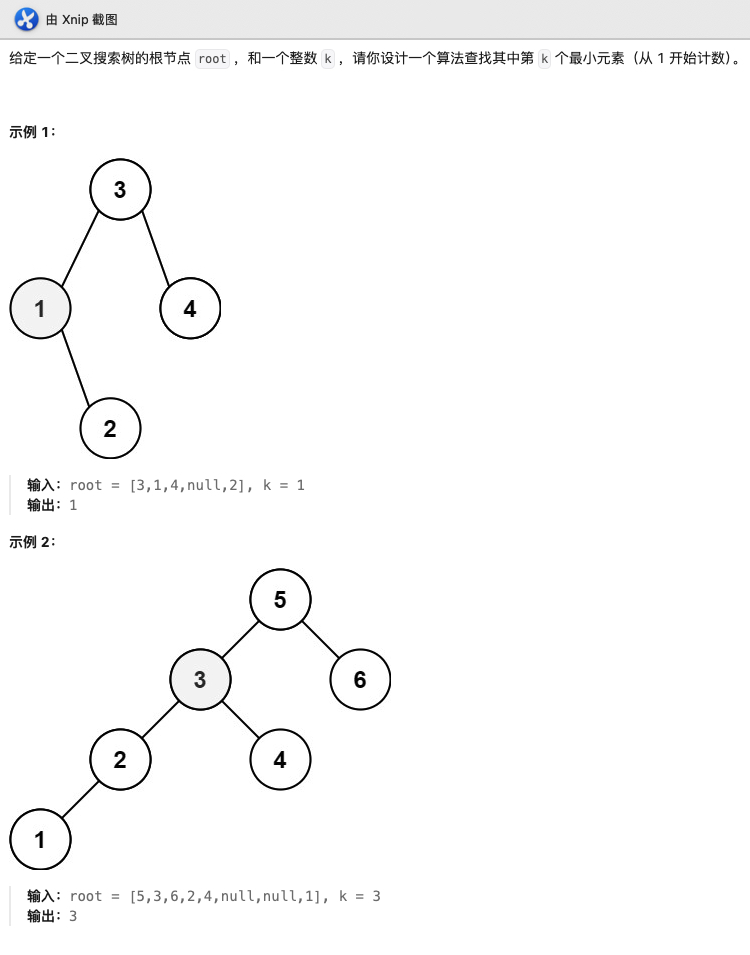 由 Xnip 截图
给定一个二叉搜索树的根节点 root ，和一个整数 k ，请你设计一个算法查找其中第 k 个最小元素（从 1 开始计数）。
示例 1：
3
1 4
2
输入：root = [3,1,4,null,2], k = 1
输出：1
示例 2：
5
3 6
2 4
1
输入：root = [5,3,6,2,4,null,null,1], k = 3
输出：3